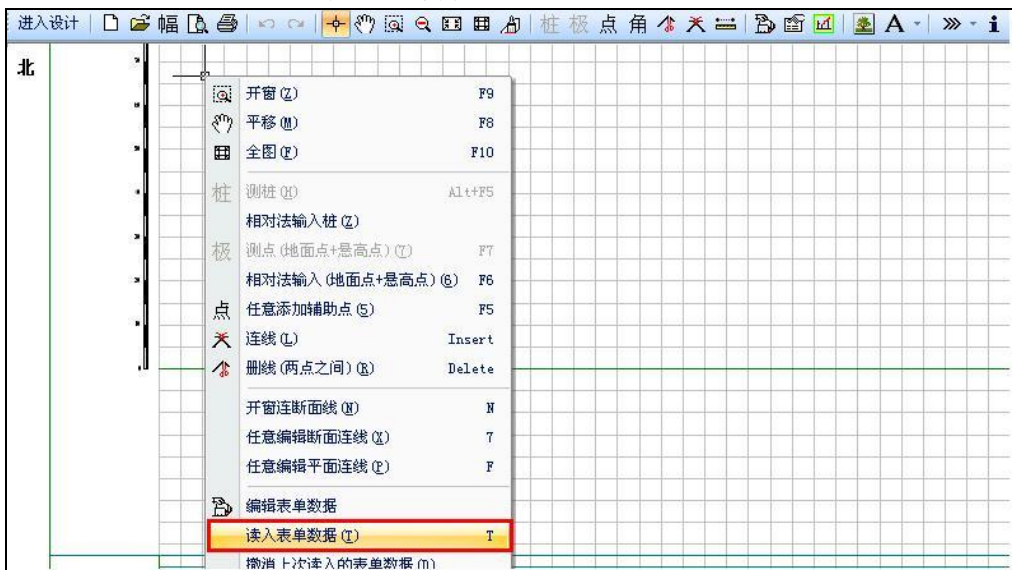 进入设计 幅 桩 极 点 角 A i
北
开窗(Z) F9
平移(M) F8
全图(F) F10
桩 测桩(H) Alt+F5
相对法输入桩(Z)
极 测点(地面点+悬高点)(T) F7
相对法输入(地面点+悬高点)(6) F6
点 任意添加辅助点(5) F5
连线(L) Insert
删线(两点之间)(R) Delete
开窗连断面线(N) N
任意编辑断面连线(X) 7
任意编辑平面连线(P) F
编辑表单数据
读入表单数据(T) T
撤消上次读入的表单数据